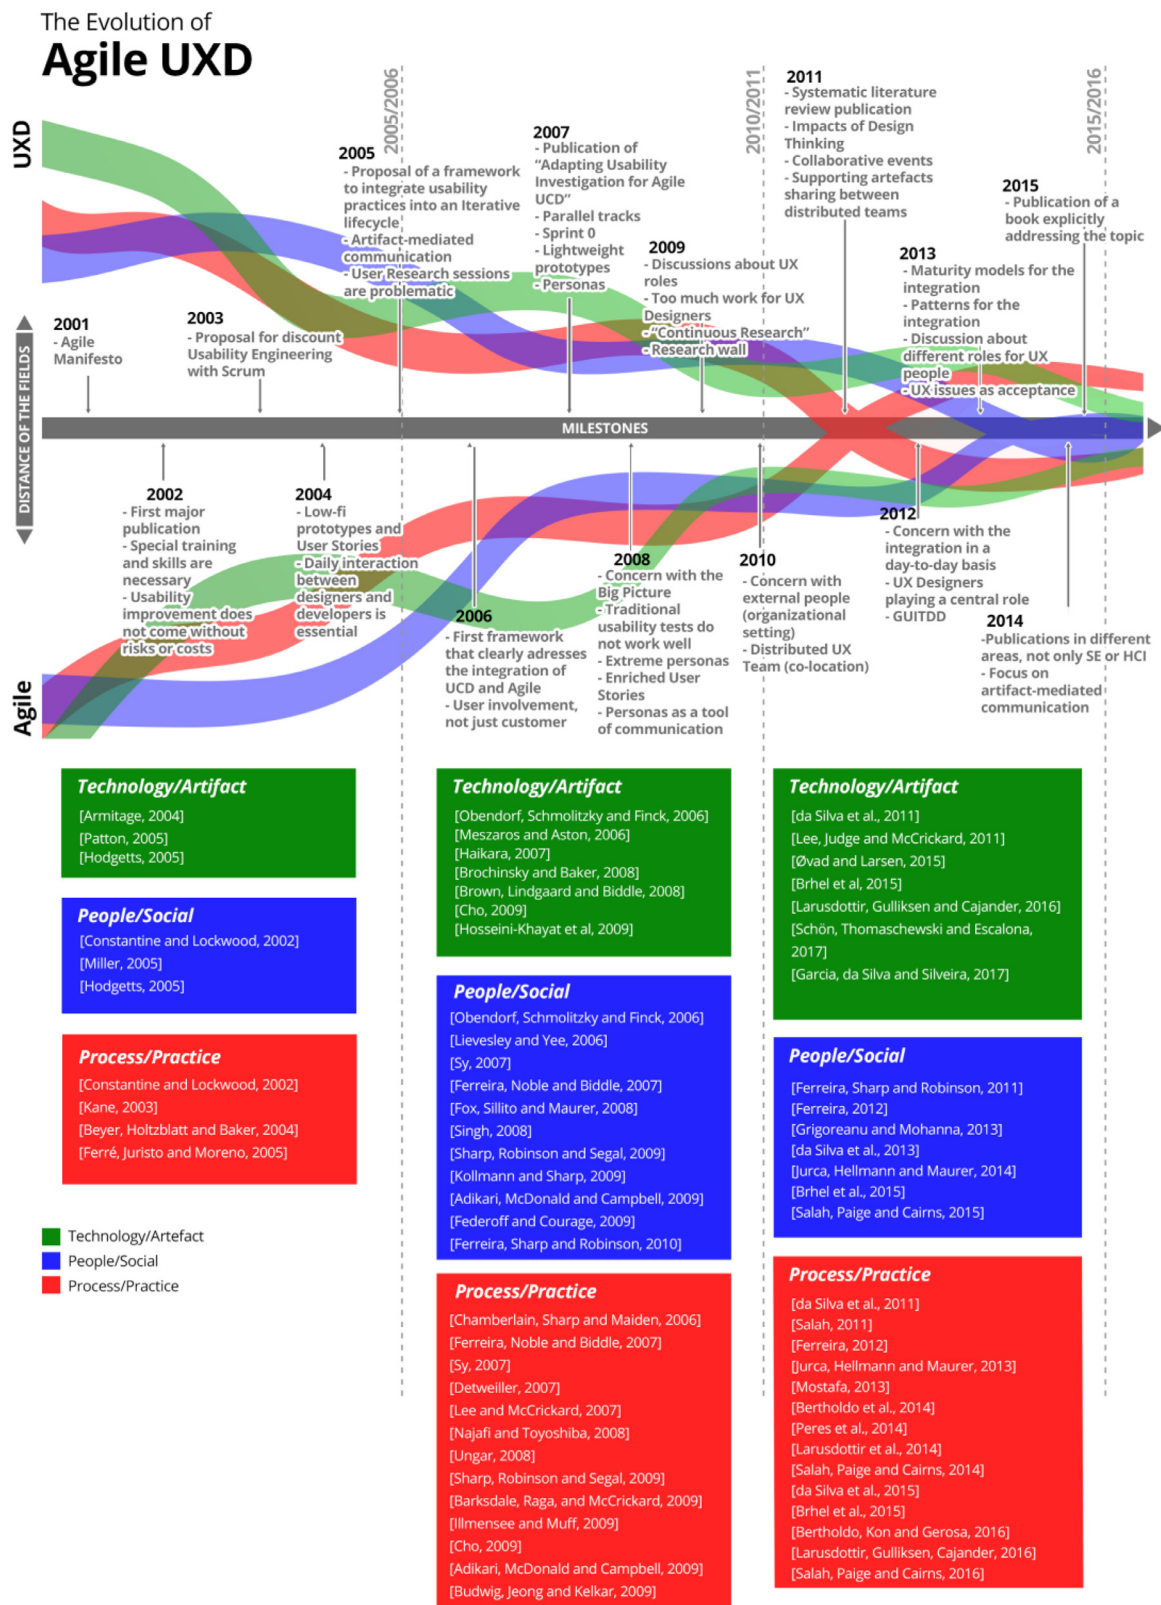 The Evolution of
Agile UXD
UXD
Agile
DISTANCE OF THE FIELDS
MILESTONES
2005/2006
2010/2011
2015/2016
2001
- Agile
Manifesto
2003
- Proposal for discount
Usability Engineering
with Scrum
2005
- Proposal of a framework
to integrate usability
practices into an Iterative
lifecycle
- Artifact-mediated
communication
- User Research sessions
are problematic
2007
- Publication of
“Adapting Usability
Investigation for Agile
UCD”
- Parallel tracks
- Sprint 0
- Lightweight
prototypes
- Personas
2009
- Discussions about UX
roles
- Too much work for UX
Designers
- “Continuous Research”
- Research wall
2011
- Systematic literature
review publication
- Impacts of Design
Thinking
- Collaborative events
- Supporting artefacts
sharing between
distributed teams
2013
- Maturity models for the
integration
- Patterns for the
integration
- Discussion about
different roles for UX
people
- UX issues as acceptance
2015
- Publication of a
book explicitly
addressing the topic
2002
- First major
publication
- Special training
and skills are
necessary
- Usability
improvement does
not come without
risks or costs
2004
- Low-fi
prototypes and
User Stories
- Daily interaction
between
designers and
developers is
essential
2006
- First framework
that clearly adresses
the integration of
UCD and Agile
- User involvement,
not just customer
2008
- Concern with the
Big Picture
- Traditional
usability tests do
not work well
- Extreme personas
- Enriched User
Stories
- Personas as a tool
of communication
2010
- Concern with
external people
(organizational
setting)
- Distributed UX
Team (co-location)
2012
- Concern with the
integration in a
day-to-day basis
- UX Designers
playing a central role
- GUITDD
2014
-Publications in different
areas, not only SE or HCI
- Focus on
artifact-mediated
communication
Technology/Artifact
[Armitage, 2004]
[Patton, 2005]
[Hodgetts, 2005]
People/Social
[Constantine and Lockwood, 2002]
[Miller, 2005]
[Hodgetts, 2005]
Process/Practice
[Constantine and Lockwood, 2002]
[Kane, 2003]
[Beyer, Holtzblatt and Baker, 2004]
[Ferré, Juristo and Moreno, 2005]
Technology/Artefact
People/Social
Process/Practice
Technology/Artifact
[Obendorf, Schmolitzky and Finck, 2006]
[Meszaros and Aston, 2006]
[Haikara, 2007]
[Brochinsky and Baker, 2008]
[Brown, Lindgaard and Biddle, 2008]
[Cho, 2009]
[Hosseini-Khayat et al, 2009]
People/Social
[Obendorf, Schmolitzky and Finck, 2006]
[Lievesley and Yee, 2006]
[Sy, 2007]
[Ferreira, Noble and Biddle, 2007]
[Fox, Sillito and Maurer, 2008]
[Singh, 2008]
[Sharp, Robinson and Segal, 2009]
[Kollmann and Sharp, 2009]
[Adikari, McDonald and Campbell, 2009]
[Federoff and Courage, 2009]
[Ferreira, Sharp and Robinson, 2010]
Process/Practice
[Chamberlain, Sharp and Maiden, 2006]
[Ferreira, Noble and Biddle, 2007]
[Sy, 2007]
[Detweiller, 2007]
[Lee and McCrickard, 2007]
[Najafi and Toyoshiba, 2008]
[Ungar, 2008]
[Sharp, Robinson and Segal, 2009]
[Barksdale, Raga, and McCrickard, 2009]
[Illmensee and Muff, 2009]
[Cho, 2009]
[Adikari, McDonald and Campbell, 2009]
[Budwig, Jeong and Kelkar, 2009]
Technology/Artifact
[da Silva et al., 2011]
[Lee, Judge and McCrickard, 2011]
[Øvad and Larsen, 2015]
[Brhel et al, 2015]
[Larusdottir, Gulliksen and Cajander, 2016]
[Schön, Thomaschewski and Escalona,
2017]
[Garcia, da Silva and Silveira, 2017]
People/Social
[Ferreira, Sharp and Robinson, 2011]
[Ferreira, 2012]
[Grigoreanu and Mohanna, 2013]
[da Silva et al., 2013]
[Jurca, Hellmann and Maurer, 2014]
[Brhel et al., 2015]
[Salah, Paige and Cairns, 2015]
Process/Practice
[da Silva et al., 2011]
[Salah, 2011]
[Ferreira, 2012]
[Jurca, Hellmann and Maurer, 2013]
[Mostafa, 2013]
[Bertholdo et al., 2014]
[Peres et al., 2014]
[Larusdottir et al., 2014]
[Salah, Paige and Cairns, 2014]
[da Silva et al., 2015]
[Brhel et al., 2015]
[Bertholdo, Kon and Gerosa, 2016]
[Larusdottir, Gulliksen, Cajander, 2016]
[Salah, Paige and Cairns, 2016]